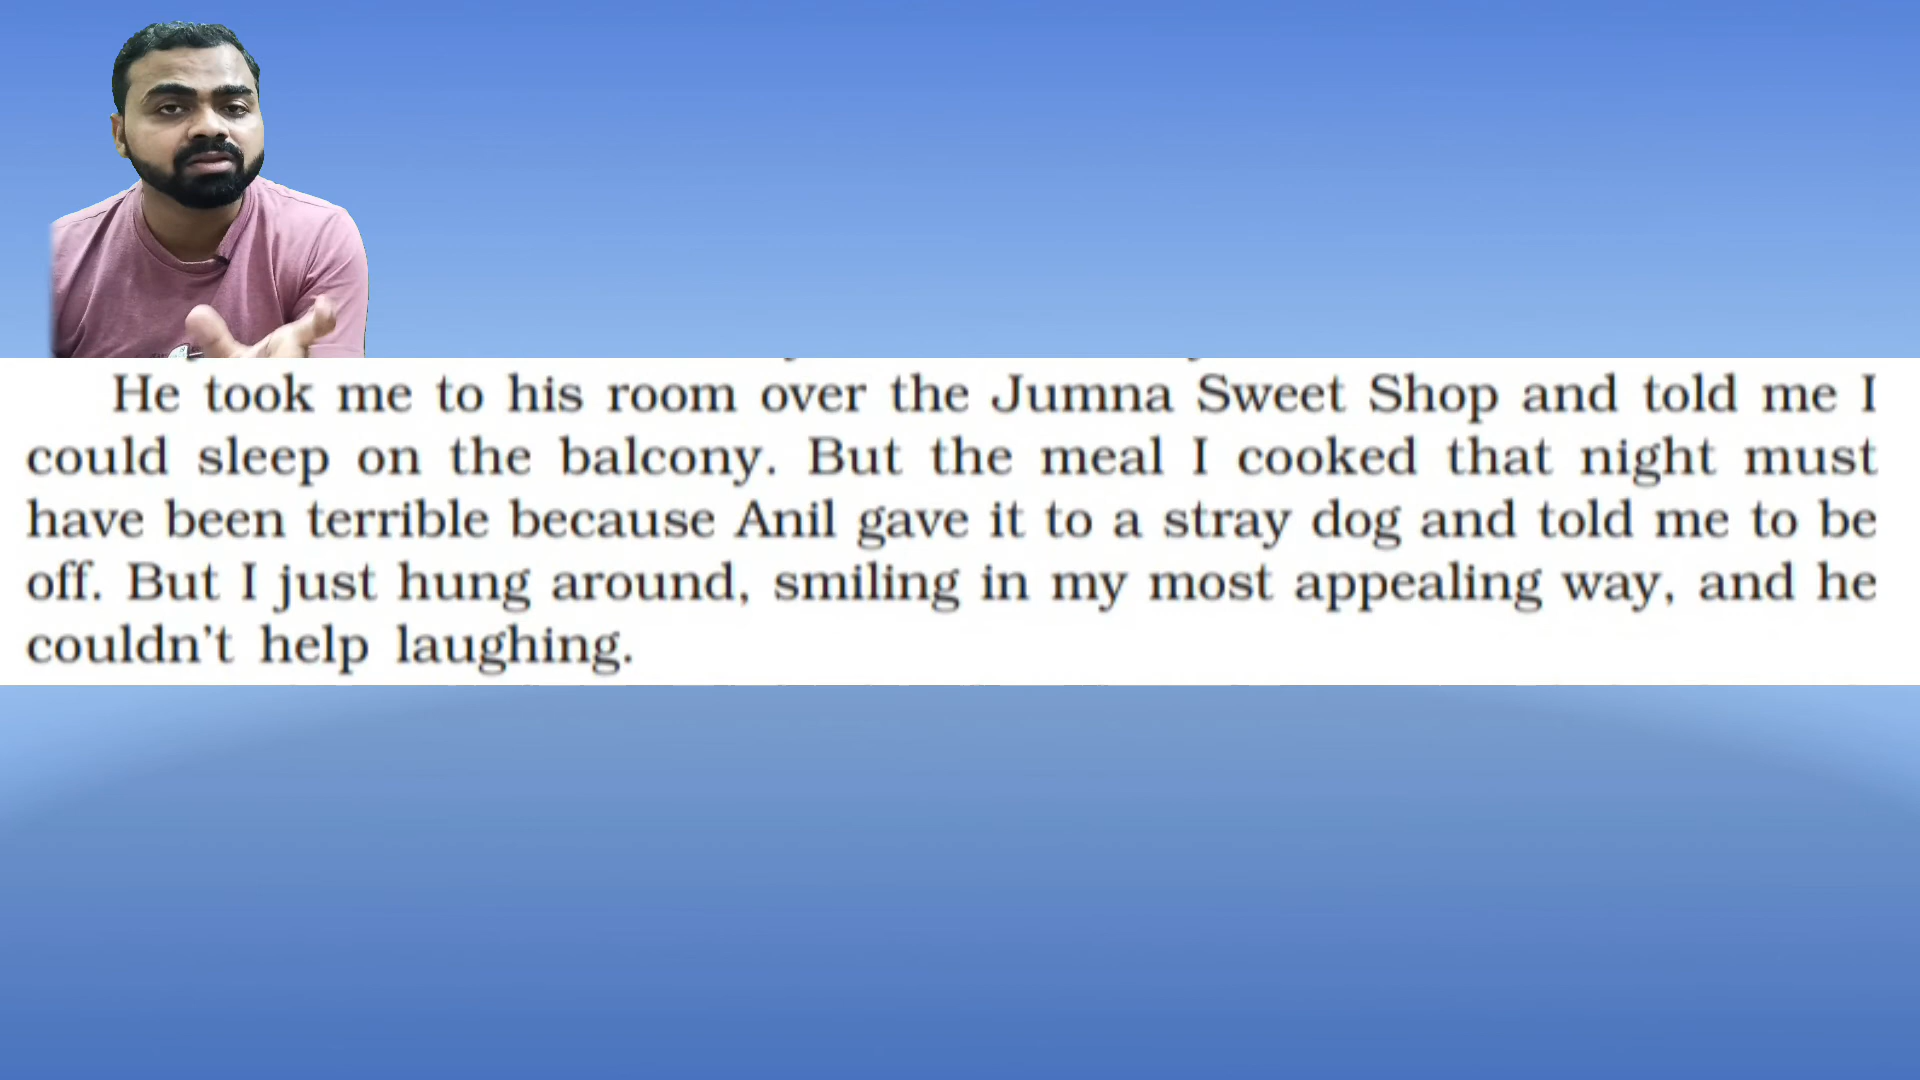 He took me to his room over the Jumna Sweet Shop and told me I
could sleep on the balcony. But the meal I cooked that night must
have been terrible because Anil gave it to a stray dog and told me to be
off. But I just hung around, smiling in my most appealing way, and he
couldn't help laughing.